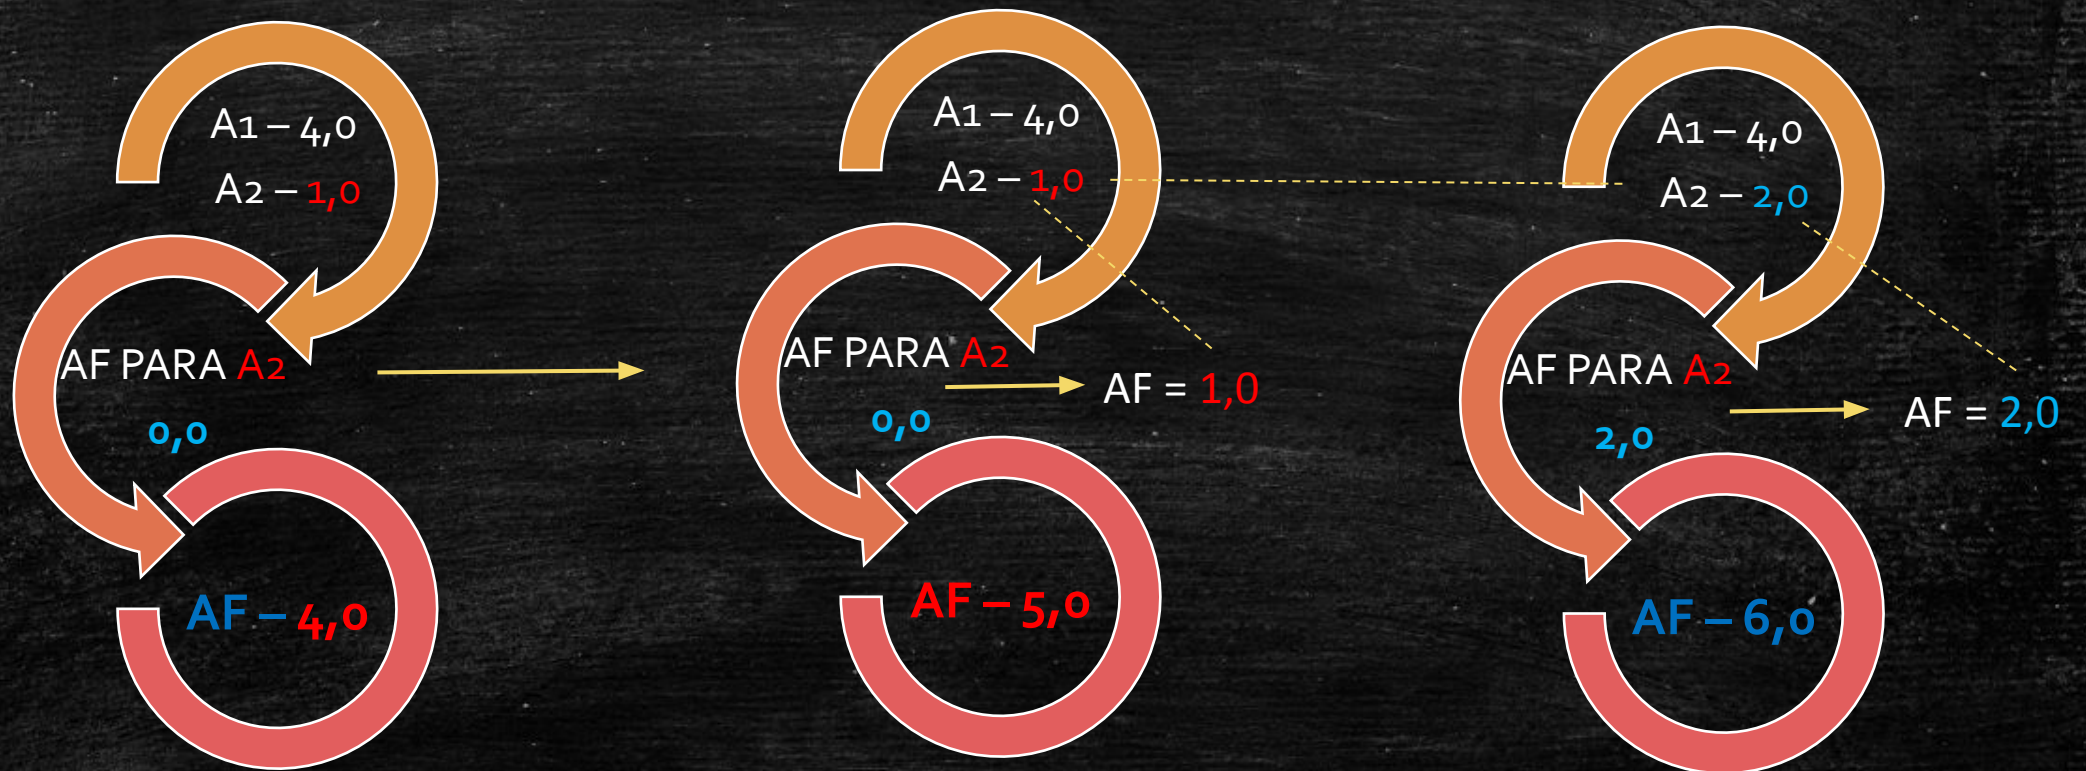 A1 – 4,0
A2 – 1,0
AF PARA A2
0,0
AF – 4,0
A1 – 4,0
A2 – 1,0
AF PARA A2
0,0
AF = 1,0
AF – 5,0
A1 – 4,0
A2 – 2,0
AF PARA A2
2,0
AF = 2,0
AF – 6,0